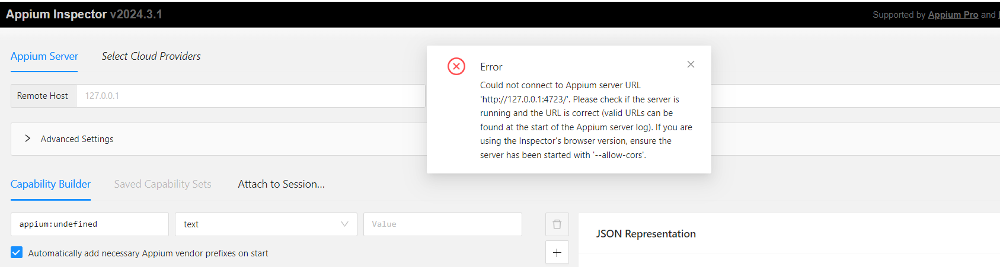 Appium Inspector v2024.3.1
Supported by Appium Pro and
Appium Server Select Cloud Providers
Remote Host 127.0.0.1
Error
Could not connect to Appium server URL
'http://127.0.0.1:4723/'. Please check if the server is
running and the URL is correct (valid URLs can be
found at the start of the Appium server log). If you are
using the Inspector's browser version, ensure the
server has been started with '--allow-cors'.
Advanced Settings
Capability Builder Saved Capability Sets Attach to Session...
appium:undefined text Value
Automatically add necessary Appium vendor prefixes on start
JSON Representation